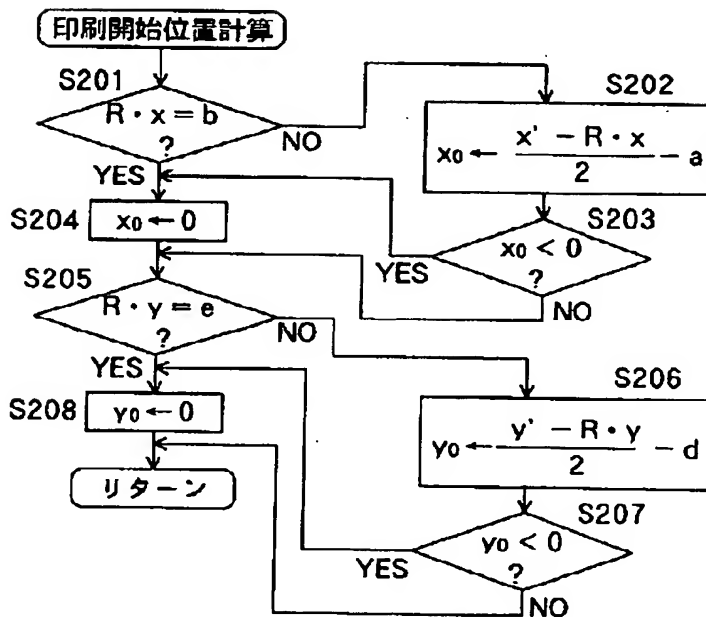 印刷開始位置計算
S201
R・x=b
?
NO
YES
S202
x0 ← (x' − R・x) / 2 − a
S203
x0 < 0
?
YES
NO
S204
x0 ← 0
S205
R・y=e
?
NO
YES
S206
y0 ← (y' − R・y) / 2 − d
S207
y0 < 0
?
YES
NO
S208
y0 ← 0
リターン